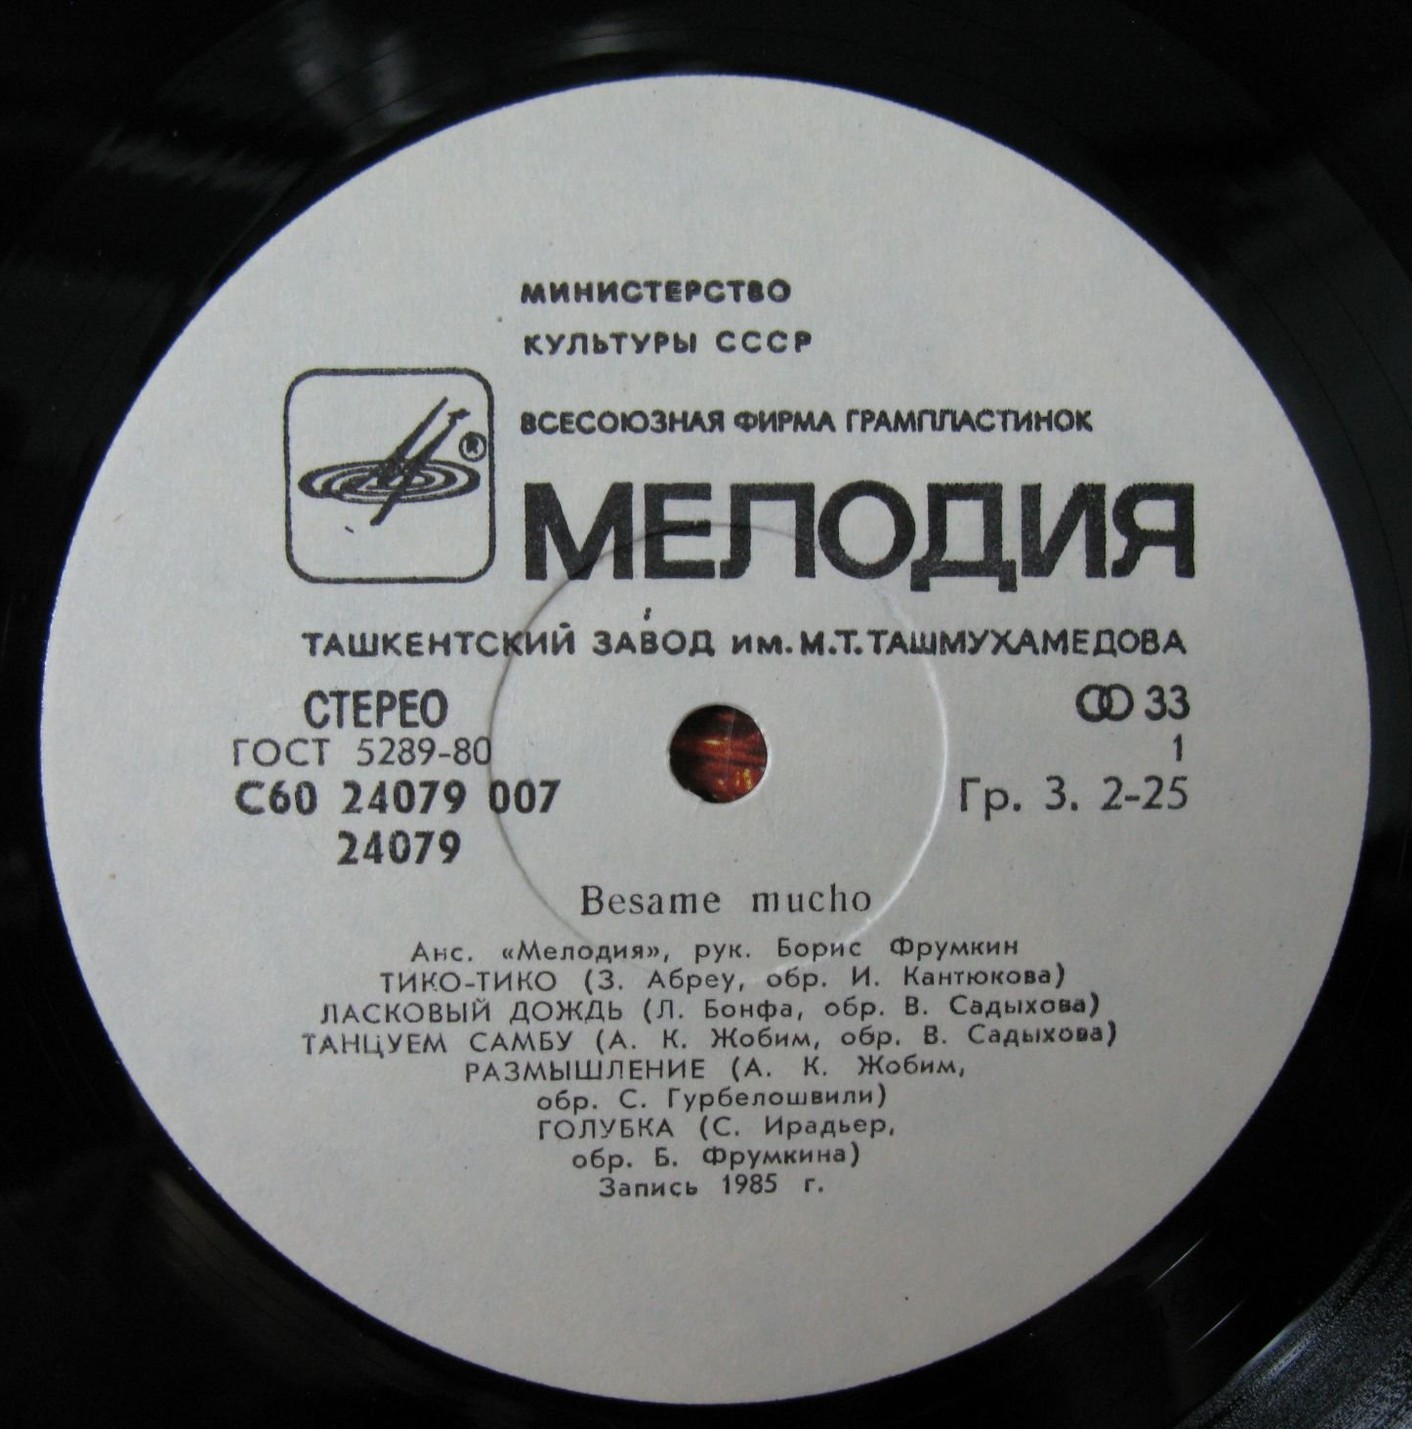 МИНИСТЕРСТВО
КУЛЬТУРЫ СССР
ВСЕСОЮЗНАЯ ФИРМА ГРАМПЛАСТИНОК
®
МЕЛОДИЯ
ТАШКЕНТСКИЙ ЗАВОД им. М.Т. ТАШМУХАМЕДОВА
СТЕРЕО
33
ГОСТ 5289-80
1
С60 24079 007
Гр. 3. 2-25
24079
Besame mucho
Анс. «Мелодия», рук. Борис Фрумкин
ТИКО-ТИКО (З. Абреу, обр. И. Кантюкова)
ЛАСКОВЫЙ ДОЖДЬ (Л. Бонфа, обр. В. Садыхова)
ТАНЦУЕМ САМБУ (А. К. Жобим, обр. В. Садыхова)
РАЗМЫШЛЕНИЕ (А. К. Жобим,
обр. С. Гурбелошвили)
ГОЛУБКА (С. Ирадьер,
обр. Б. Фрумкина)
Запись 1985 г.